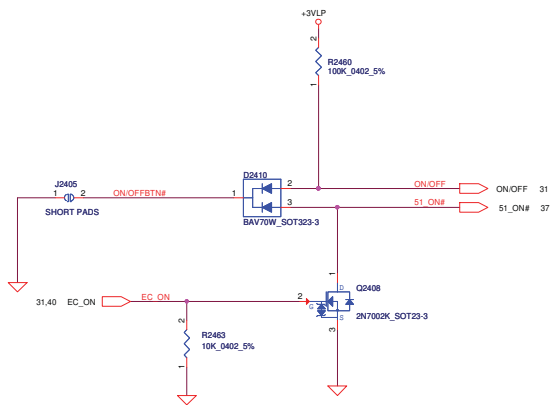 +3VLP
2
R2460
100K_0402_5%
1
J2405
1 2
SHORT PADS
ON/OFFBTN#
D2410
1
2
3
BAV70W_SOT323-3
ON/OFF
ON/OFF 31
51_ON#
51_ON# 37
1
D
Q2408
G
S
2N7002K_SOT23-3
3
31,40 EC_ON
EC_ON
2
2
R2463
10K_0402_5%
1